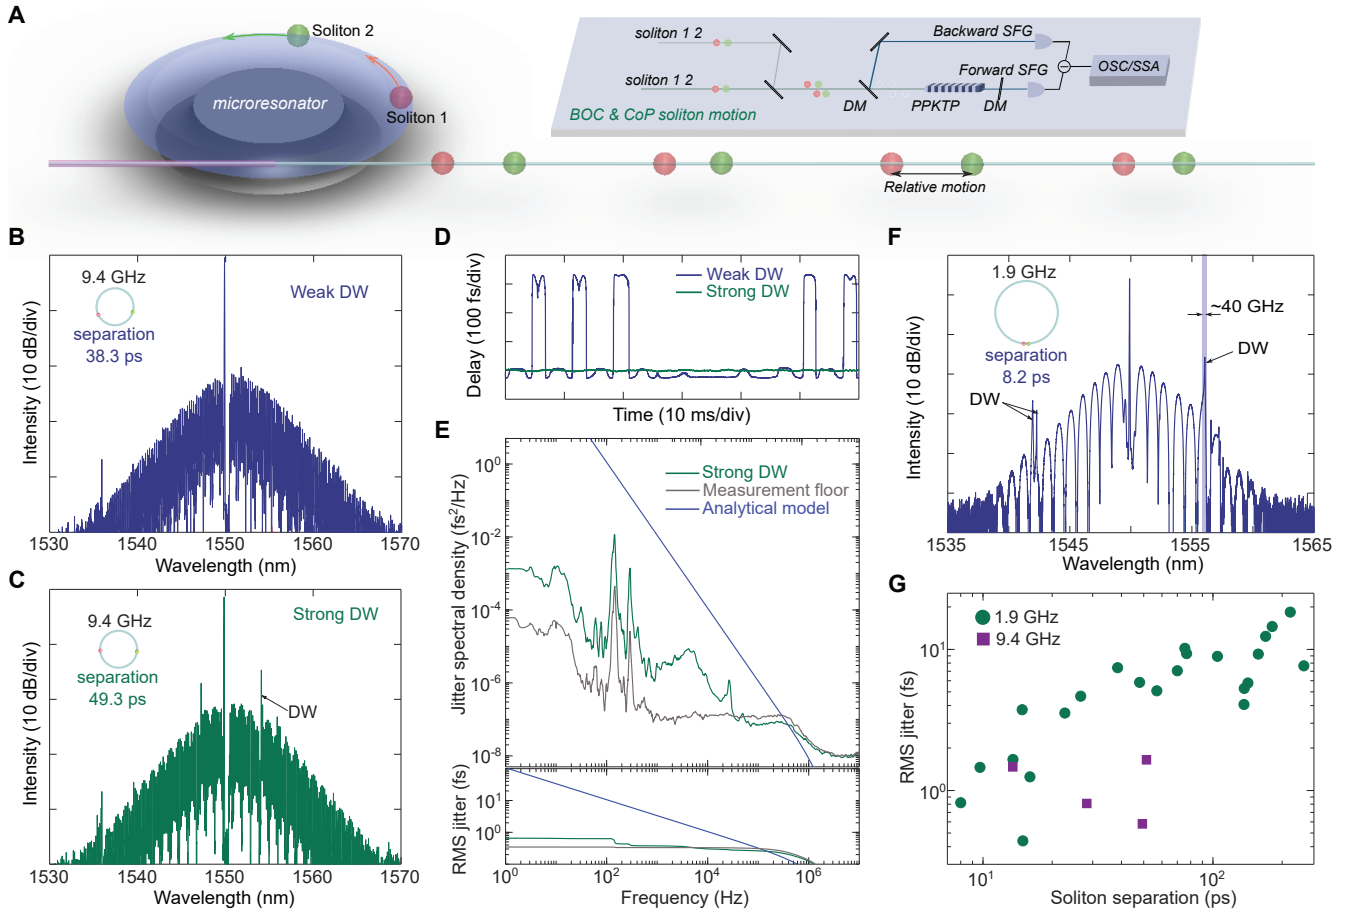 A
Soliton 2
microresonator
Soliton 1
soliton 1 2
Backward SFG
soliton 1 2
Forward SFG
OSC/SSA
DM
PPKTP
DM
BOC & CoP soliton motion
Relative motion
B
9.4 GHz
Weak DW
separation
38.3 ps
Intensity (10 dB/div)
1530
1540
1550
1560
1570
Wavelength (nm)
C
9.4 GHz
Strong DW
separation
49.3 ps
DW
Intensity (10 dB/div)
1530
1540
1550
1560
1570
Wavelength (nm)
D
Weak DW
Strong DW
Delay (100 fs/div)
Time (10 ms/div)
E
Strong DW
Measurement floor
Analytical model
Jitter spectral density (fs²/Hz)
10⁰
10⁻²
10⁻⁴
10⁻⁶
10⁻⁸
RMS jitter (fs)
10¹
10⁰
10⁰
10²
10⁴
10⁶
Frequency (Hz)
F
1.9 GHz
separation
8.2 ps
~40 GHz
DW
DW
Intensity (10 dB/div)
1535
1545
1555
1565
Wavelength (nm)
G
1.9 GHz
9.4 GHz
RMS jitter (fs)
10¹
10⁰
10¹
10²
Soliton separation (ps)